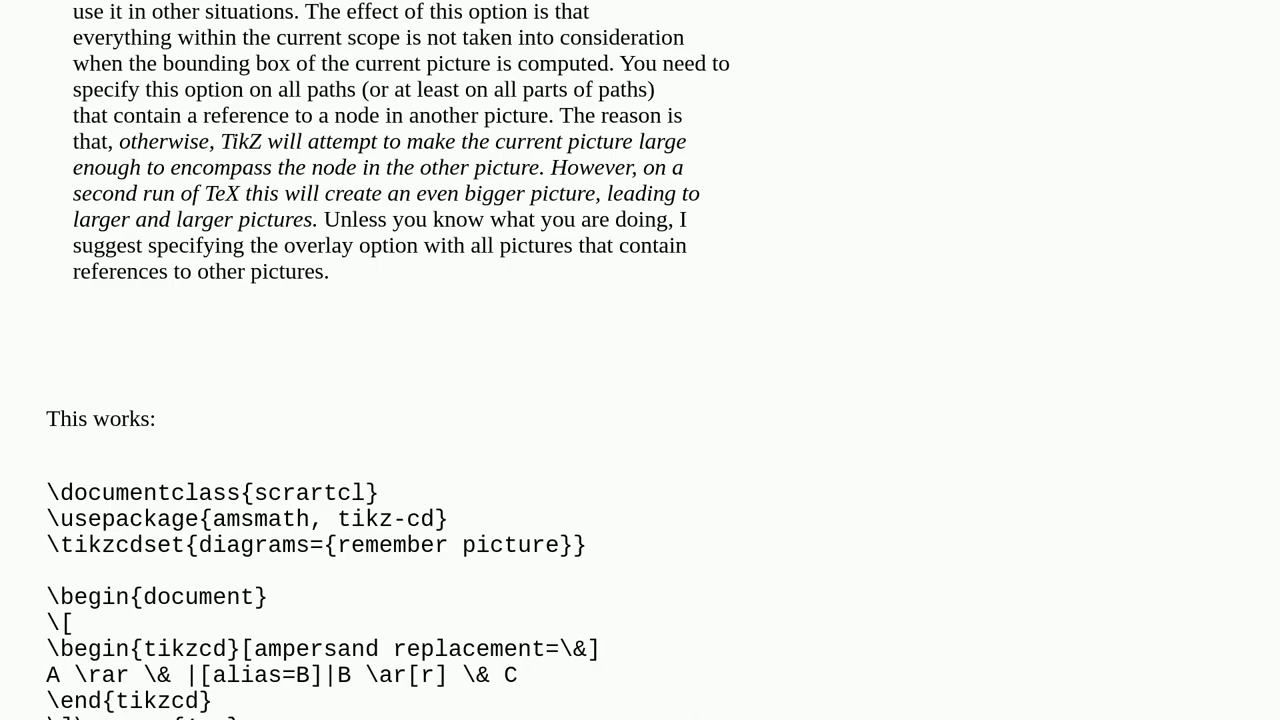 use it in other situations. The effect of this option is that
everything within the current scope is not taken into consideration
when the bounding box of the current picture is computed. You need to
specify this option on all paths (or at least on all parts of paths)
that contain a reference to a node in another picture. The reason is
that, otherwise, TikZ will attempt to make the current picture large
enough to encompass the node in the other picture. However, on a
second run of TeX this will create an even bigger picture, leading to
larger and larger pictures. Unless you know what you are doing, I
suggest specifying the overlay option with all pictures that contain
references to other pictures.
This works:
\documentclass{scrartcl}
\usepackage{amsmath, tikz-cd}
\tikzcdset{diagrams={remember picture}}
\begin{document}
\[
\begin{tikzcd}[ampersand replacement=\&]
A \rar \& |[alias=B]|B \ar[r] \& C
\end{tikzcd}